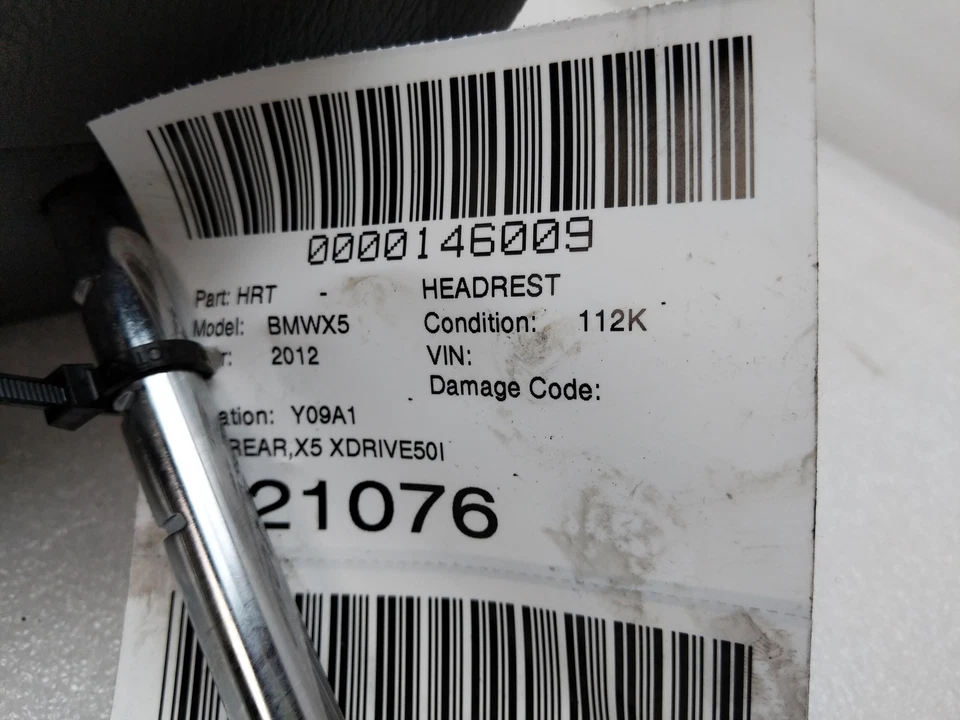 0000146009
Part: HRT - HEADREST
Model: BMWX5 Condition: 112K
r: 2012 VIN:
Damage Code:
ation: Y09A1
REAR,X5 XDRIVE50I
21076